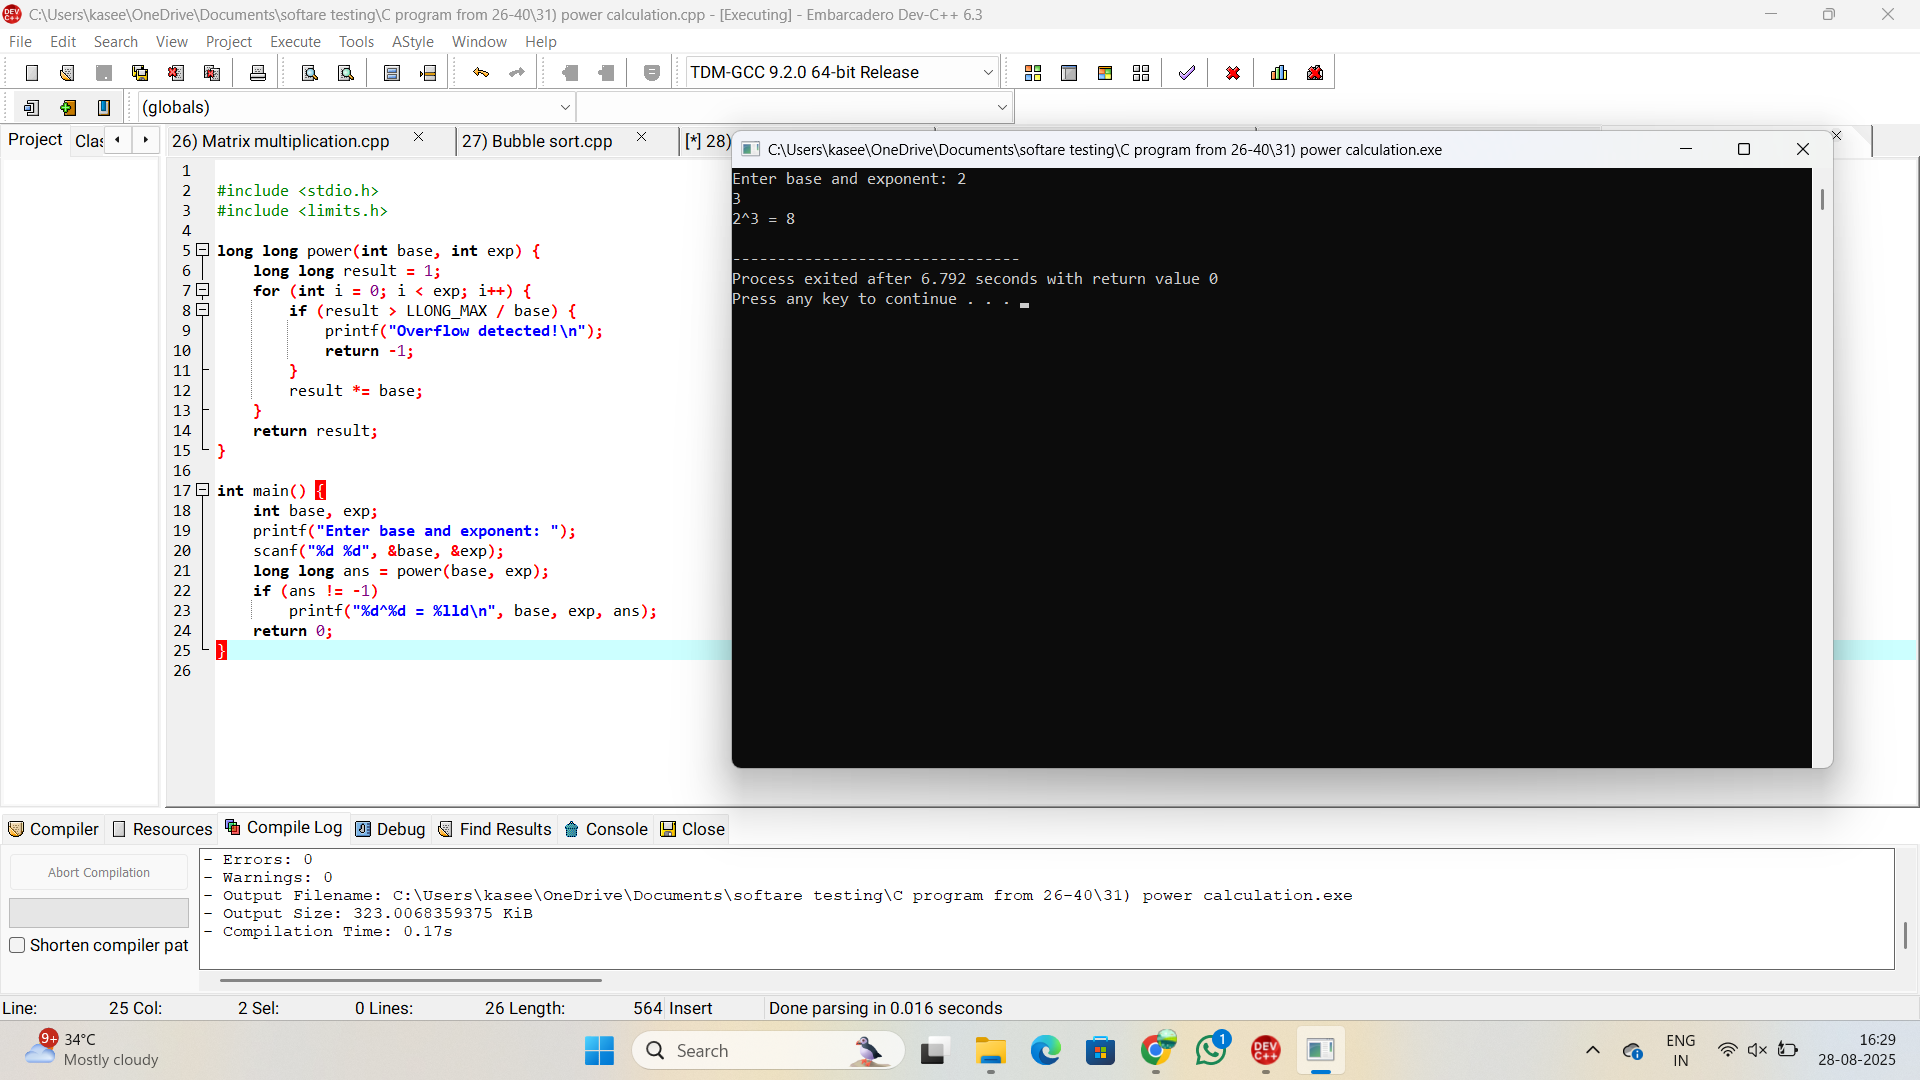 C:\Users\kasee\OneDrive\Documents\softare testing\C program from 26-40\31) power calculation.cpp - [Executing] - Embarcadero Dev-C++ 6.3
File Edit Search View Project Execute Tools AStyle Window Help
TDM-GCC 9.2.0 64-bit Release
(globals)
Project Clas 26) Matrix multiplication.cpp 27) Bubble sort.cpp [*] 28)
1
2 #include <stdio.h>
3 #include <limits.h>
4
5 long long power(int base, int exp) {
6 long long result = 1;
7 for (int i = 0; i < exp; i++) {
8 if (result > LLONG_MAX / base) {
9 printf("Overflow detected!\n");
10 return -1;
11 }
12 result *= base;
13 }
14 return result;
15 }
16
17 int main() {
18 int base, exp;
19 printf("Enter base and exponent: ");
20 scanf("%d %d", &base, &exp);
21 long long ans = power(base, exp);
22 if (ans != -1)
23 printf("%d^%d = %lld\n", base, exp, ans);
24 return 0;
25 }
26
C:\Users\kasee\OneDrive\Documents\softare testing\C program from 26-40\31) power calculation.exe
Enter base and exponent: 2
3
2^3 = 8
--------------------------------
Process exited after 6.792 seconds with return value 0
Press any key to continue . . .
Compiler Resources Compile Log Debug Find Results Console Close
Abort Compilation
Shorten compiler pat
- Errors: 0
- Warnings: 0
- Output Filename: C:\Users\kasee\OneDrive\Documents\softare testing\C program from 26-40\31) power calculation.exe
- Output Size: 323.0068359375 KiB
- Compilation Time: 0.17s
Line: 25 Col: 2 Sel: 0 Lines: 26 Length: 564 Insert Done parsing in 0.016 seconds
9+ 34°C
Mostly cloudy
Search
DEV C++
1
ENG
IN
16:29
28-08-2025